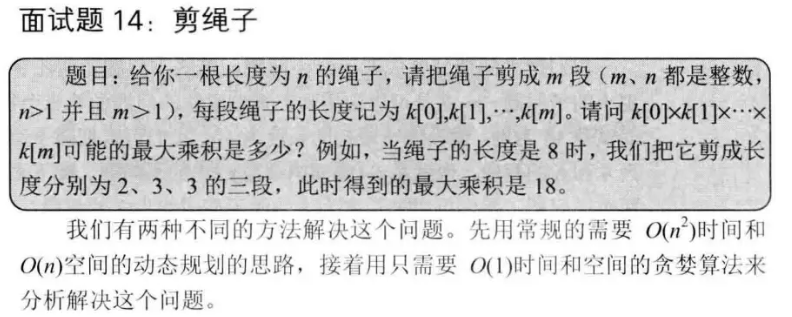 面试题 14：剪绳子
题目：给你一根长度为 n 的绳子，请把绳子剪成 m 段（m、n 都是整数，
n>1 并且 m＞1），每段绳子的长度记为 k[0],k[1],…,k[m]。请问 k[0]×k[1]×…×
k[m]可能的最大乘积是多少？例如，当绳子的长度是 8 时，我们把它剪成长
度分别为 2、3、3 的三段，此时得到的最大乘积是 18。
我们有两种不同的方法解决这个问题。先用常规的需要 O(n²)时间和
O(n)空间的动态规划的思路，接着用只需要 O(1)时间和空间的贪婪算法来
分析解决这个问题。